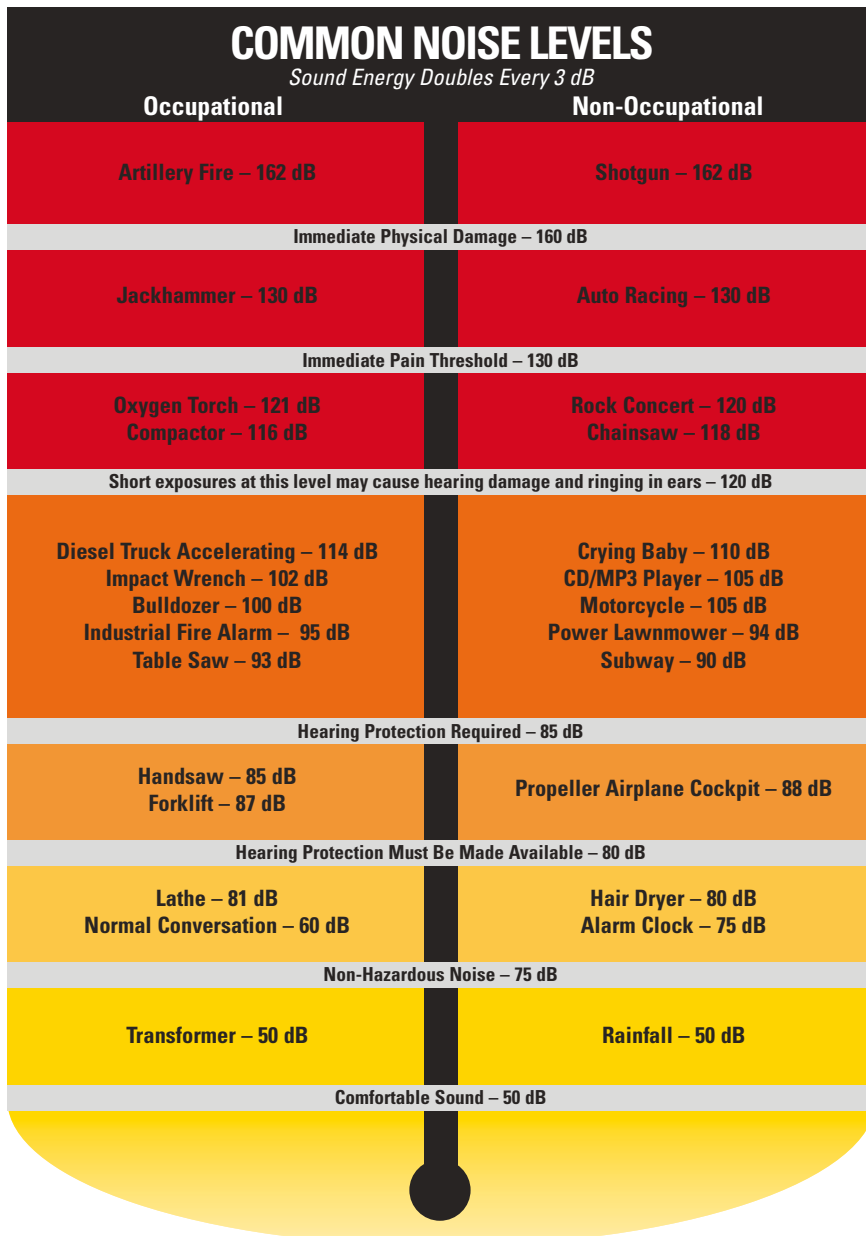 COMMON NOISE LEVELS
Sound Energy Doubles Every 3 dB
Occupational
Non-Occupational
Artillery Fire – 162 dB
Shotgun – 162 dB
Immediate Physical Damage – 160 dB
Jackhammer – 130 dB
Auto Racing – 130 dB
Immediate Pain Threshold – 130 dB
Oxygen Torch – 121 dB
Compactor – 116 dB
Rock Concert – 120 dB
Chainsaw – 118 dB
Short exposures at this level may cause hearing damage and ringing in ears – 120 dB
Diesel Truck Accelerating – 114 dB
Impact Wrench – 102 dB
Bulldozer – 100 dB
Industrial Fire Alarm – 95 dB
Table Saw – 93 dB
Crying Baby – 110 dB
CD/MP3 Player – 105 dB
Motorcycle – 105 dB
Power Lawnmower – 94 dB
Subway – 90 dB
Hearing Protection Required – 85 dB
Handsaw – 85 dB
Forklift – 87 dB
Propeller Airplane Cockpit – 88 dB
Hearing Protection Must Be Made Available – 80 dB
Lathe – 81 dB
Normal Conversation – 60 dB
Hair Dryer – 80 dB
Alarm Clock – 75 dB
Non-Hazardous Noise – 75 dB
Transformer – 50 dB
Rainfall – 50 dB
Comfortable Sound – 50 dB